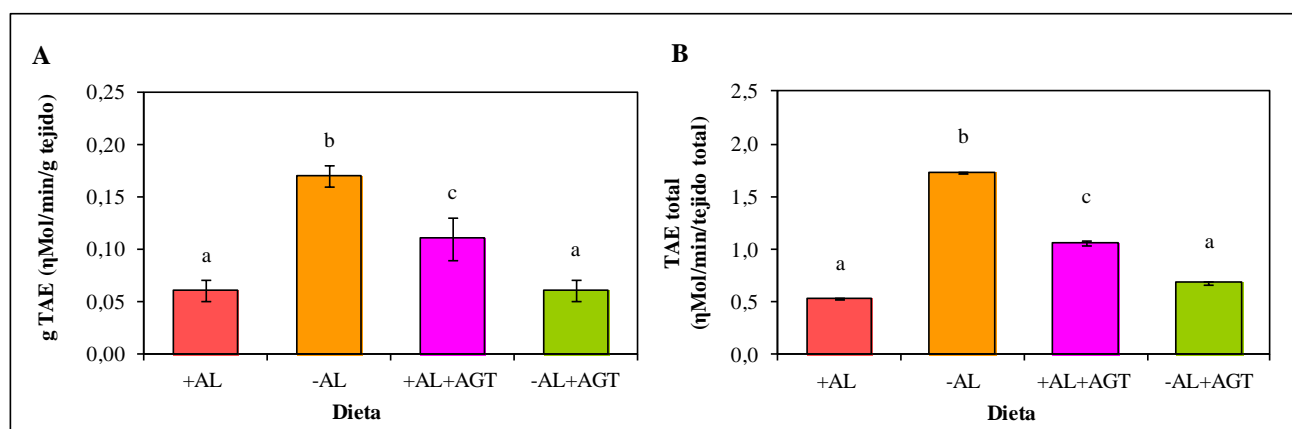 A
g TAE (ηMol/min/g tejido)
0,25
0,20
0,15
0,10
0,05
0,00
a
b
c
a
+AL
-AL
+AL+AGT
-AL+AGT
Dieta
B
TAE total
(ηMol/min/tejido total)
2,5
2,0
1,5
1,0
0,5
0,0
a
b
c
a
+AL
-AL
+AL+AGT
-AL+AGT
Dieta